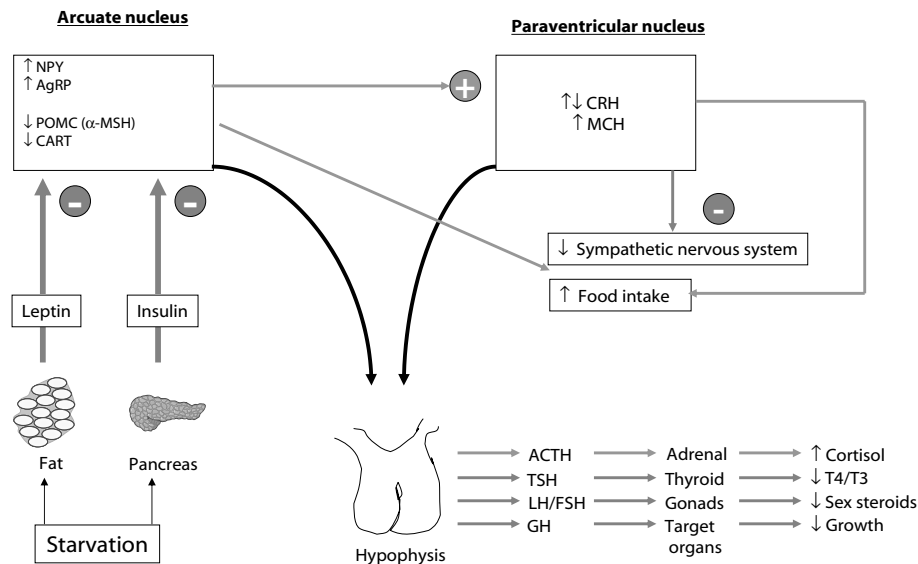 Arcuate nucleus
Paraventricular nucleus
↑ NPY
↑ AgRP
↓ POMC (α-MSH)
↓ CART
+
↑↓ CRH
↑ MCH
-
-
-
↓ Sympathetic nervous system
↑ Food intake
Leptin
Insulin
Fat
Pancreas
Starvation
Hypophysis
ACTH Adrenal ↑ Cortisol
TSH Thyroid ↓ T4/T3
LH/FSH Gonads ↓ Sex steroids
GH Target ↓ Growth
organs